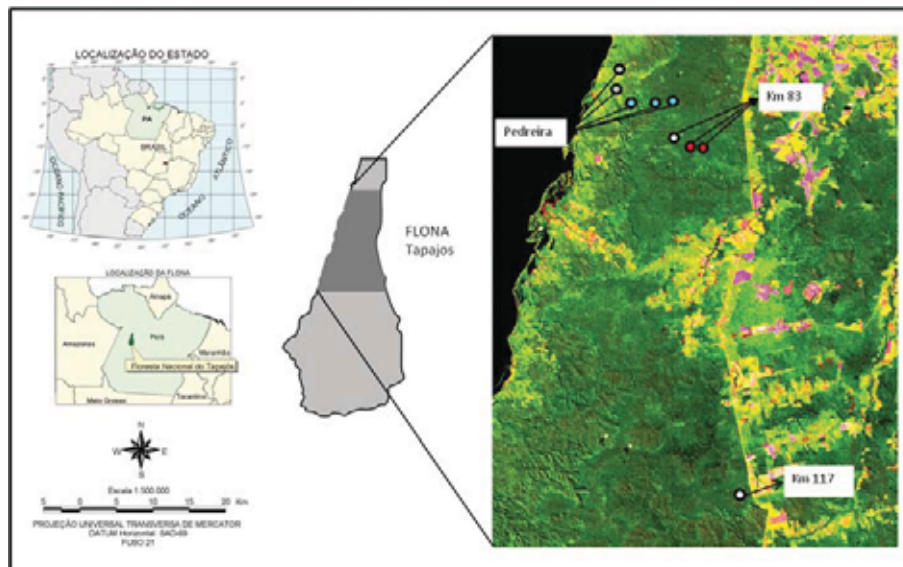 LOCALIZAÇÃO DO ESTADO
PA
BRASIL
OCEANO PACÍFICO
OCEANO
ATLÂNTICO
LOCALIZAÇÃO DA FLONA
Amapá
Pará
Amazonas
Maranhão
Floresta Nacional do Tapajós
Mato Grosso
Tocantins
N
W
E
S
Escala 1:500.000
5
0
5
10
15
20
Km
PROJEÇÃO UNIVERSAL TRANSVERSA DE MERCATOR
DATUM Horizontal: SAD-69
FUSO 21
FLONA
Tapajos
Pedreira
Km 83
Km 117